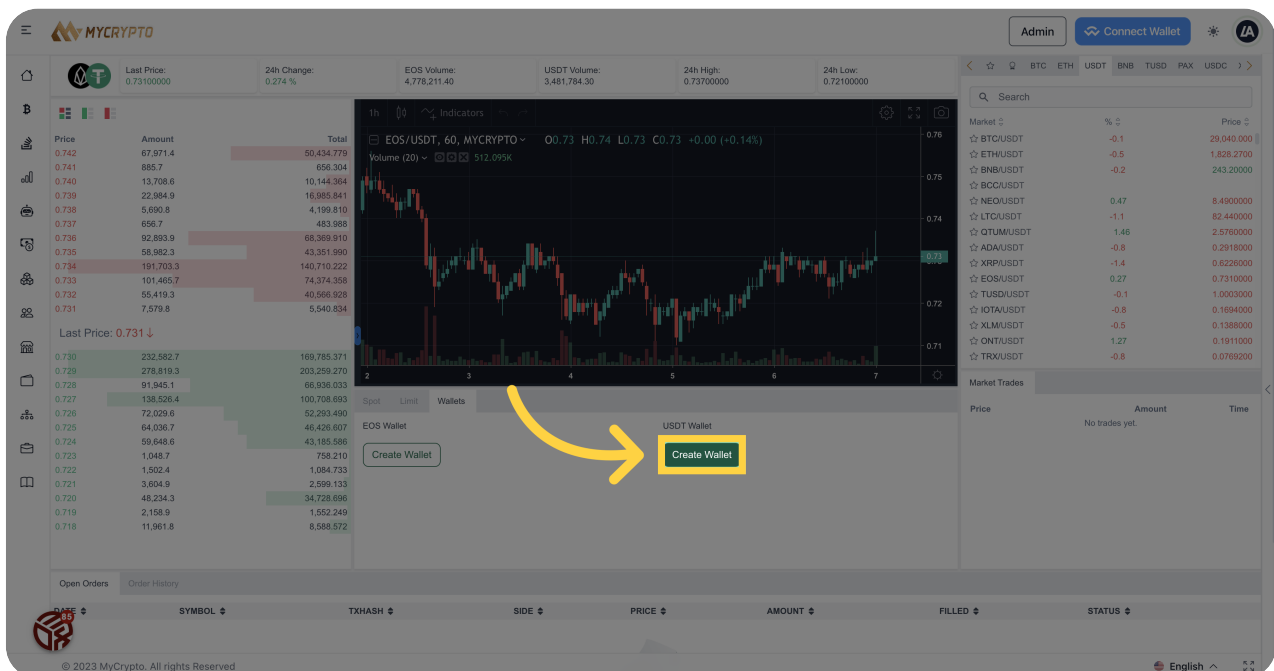 MYCRYPTO
Admin
Connect Wallet
Last Price:
0.73100000
24h Change:
0.274 %
EOS Volume:
4,778,211.40
USDT Volume:
3,481,784.30
24h High:
0.73700000
24h Low:
0.72100000
BTC ETH USDT BNB TUSD PAX USDC
Search
Market % Price
BTC/USDT -0.1 29,040.000
ETH/USDT -0.5 1,828.2700
BNB/USDT -0.2 243.20000
BCC/USDT
NEO/USDT 0.47 8.4900000
LTC/USDT -1.1 82.440000
QTUM/USDT 1.46 2.5760000
ADA/USDT -0.8 0.2918000
XRP/USDT -1.4 0.6226000
EOS/USDT 0.27 0.7310000
TUSD/USDT -0.1 1.0003000
IOTA/USDT -0.8 0.1694000
XLM/USDT -0.5 0.1388000
ONT/USDT 1.27 0.1911000
TRX/USDT -0.8 0.0769200
Price Amount Total
0.742 67,971.4 50,434.779
0.741 885.7 656.304
0.740 13,708.6 10,144.364
0.739 22,984.9 16,985.841
0.738 5,690.8 4,199.810
0.737 656.7 483.988
0.736 92,893.9 68,369.910
0.735 58,982.3 43,351.990
0.734 191,703.3 140,710.222
0.733 101,465.7 74,374.358
0.732 55,419.3 40,566.928
0.731 7,579.8 5,540.834
Last Price: 0.731↓
0.730 232,582.7 169,785.371
0.729 278,819.3 203,259.270
0.728 91,945.1 66,936.033
0.727 138,526.4 100,708.693
0.726 72,029.6 52,293.490
0.725 64,036.7 46,426.607
0.724 59,648.6 43,185.586
0.723 1,048.7 758.210
0.722 1,502.4 1,084.733
0.721 3,604.9 2,599.133
0.720 48,234.3 34,728.696
0.719 2,158.9 1,552.249
0.718 11,961.8 8,588.572
1h Indicators
EOS/USDT, 60, MYCRYPTO O0.73 H0.74 L0.73 C0.73 +0.00 (+0.14%)
Volume (20) 512.095K
0.76
0.75
0.74
0.73
0.72
0.71
2 3 4 5 6 7
Spot Limit Wallets
EOS Wallet
Create Wallet
USDT Wallet
Create Wallet
Market Trades
Price Amount Time
No trades yet.
Open Orders Order History
DATE SYMBOL TXHASH SIDE PRICE AMOUNT FILLED STATUS
85
© 2023 MyCrypto. All rights Reserved
English